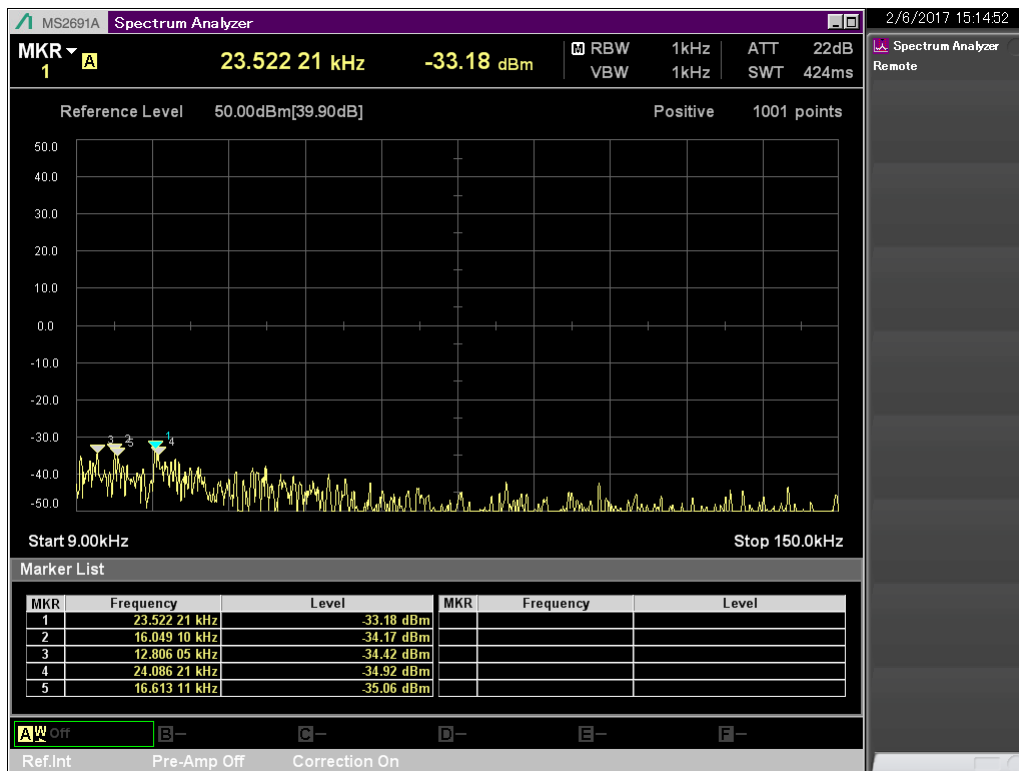 MS2691A Spectrum Analyzer
2/6/2017 15:14:52
MKR 1 A 23.522 21 kHz -33.18 dBm
M RBW 1kHz ATT 22dB
VBW 1kHz SWT 424ms
Spectrum Analyzer
Remote
Reference Level 50.00dBm[39.90dB] Positive 1001 points
50.0
40.0
30.0
20.0
10.0
0.0
-10.0
-20.0
-30.0
-40.0
-50.0
3 2 5 1 4
Start 9.00kHz Stop 150.0kHz
Marker List
MKR Frequency Level MKR Frequency Level
1 23.522 21 kHz -33.18 dBm
2 16.049 10 kHz -34.17 dBm
3 12.806 05 kHz -34.42 dBm
4 24.086 21 kHz -34.92 dBm
5 16.613 11 kHz -35.06 dBm
A W Off B— C— D— E— F—
Ref.Int Pre-Amp Off Correction On